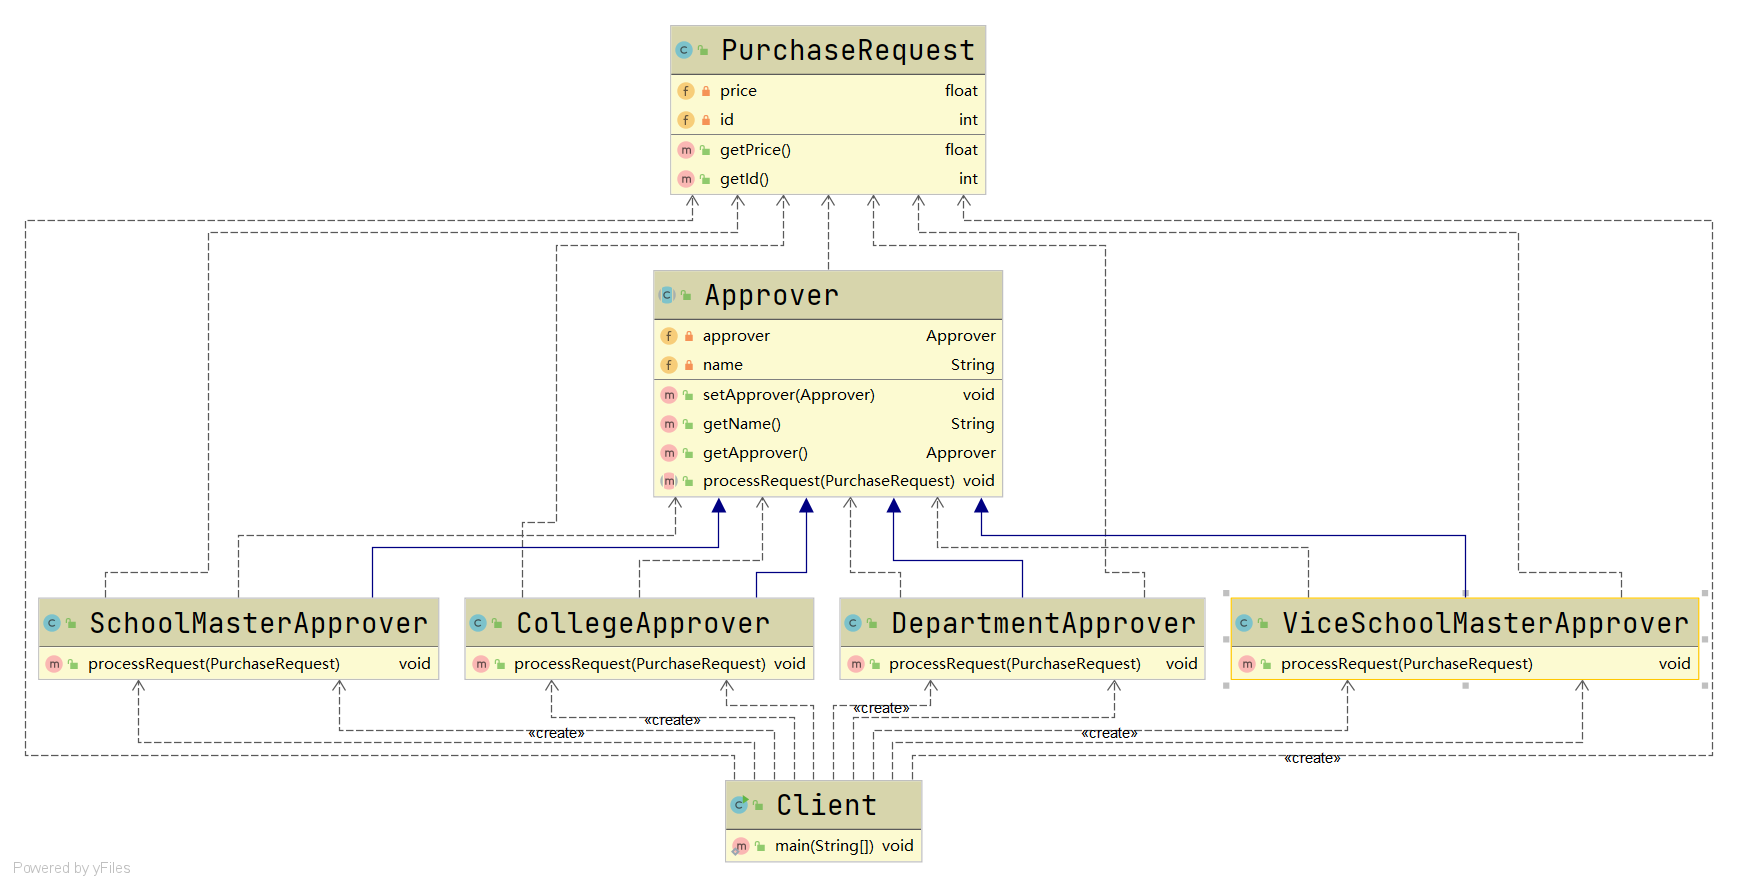 PurchaseRequest
price float
id int
getPrice() float
getId() int
Approver
approver Approver
name String
setApprover(Approver) void
getName() String
getApprover() Approver
processRequest(PurchaseRequest) void
SchoolMasterApprover
processRequest(PurchaseRequest) void
CollegeApprover
processRequest(PurchaseRequest) void
DepartmentApprover
processRequest(PurchaseRequest) void
ViceSchoolMasterApprover
processRequest(PurchaseRequest) void
«create»
«create»
«create»
«create»
«create»
Client
main(String[]) void
Powered by yFiles